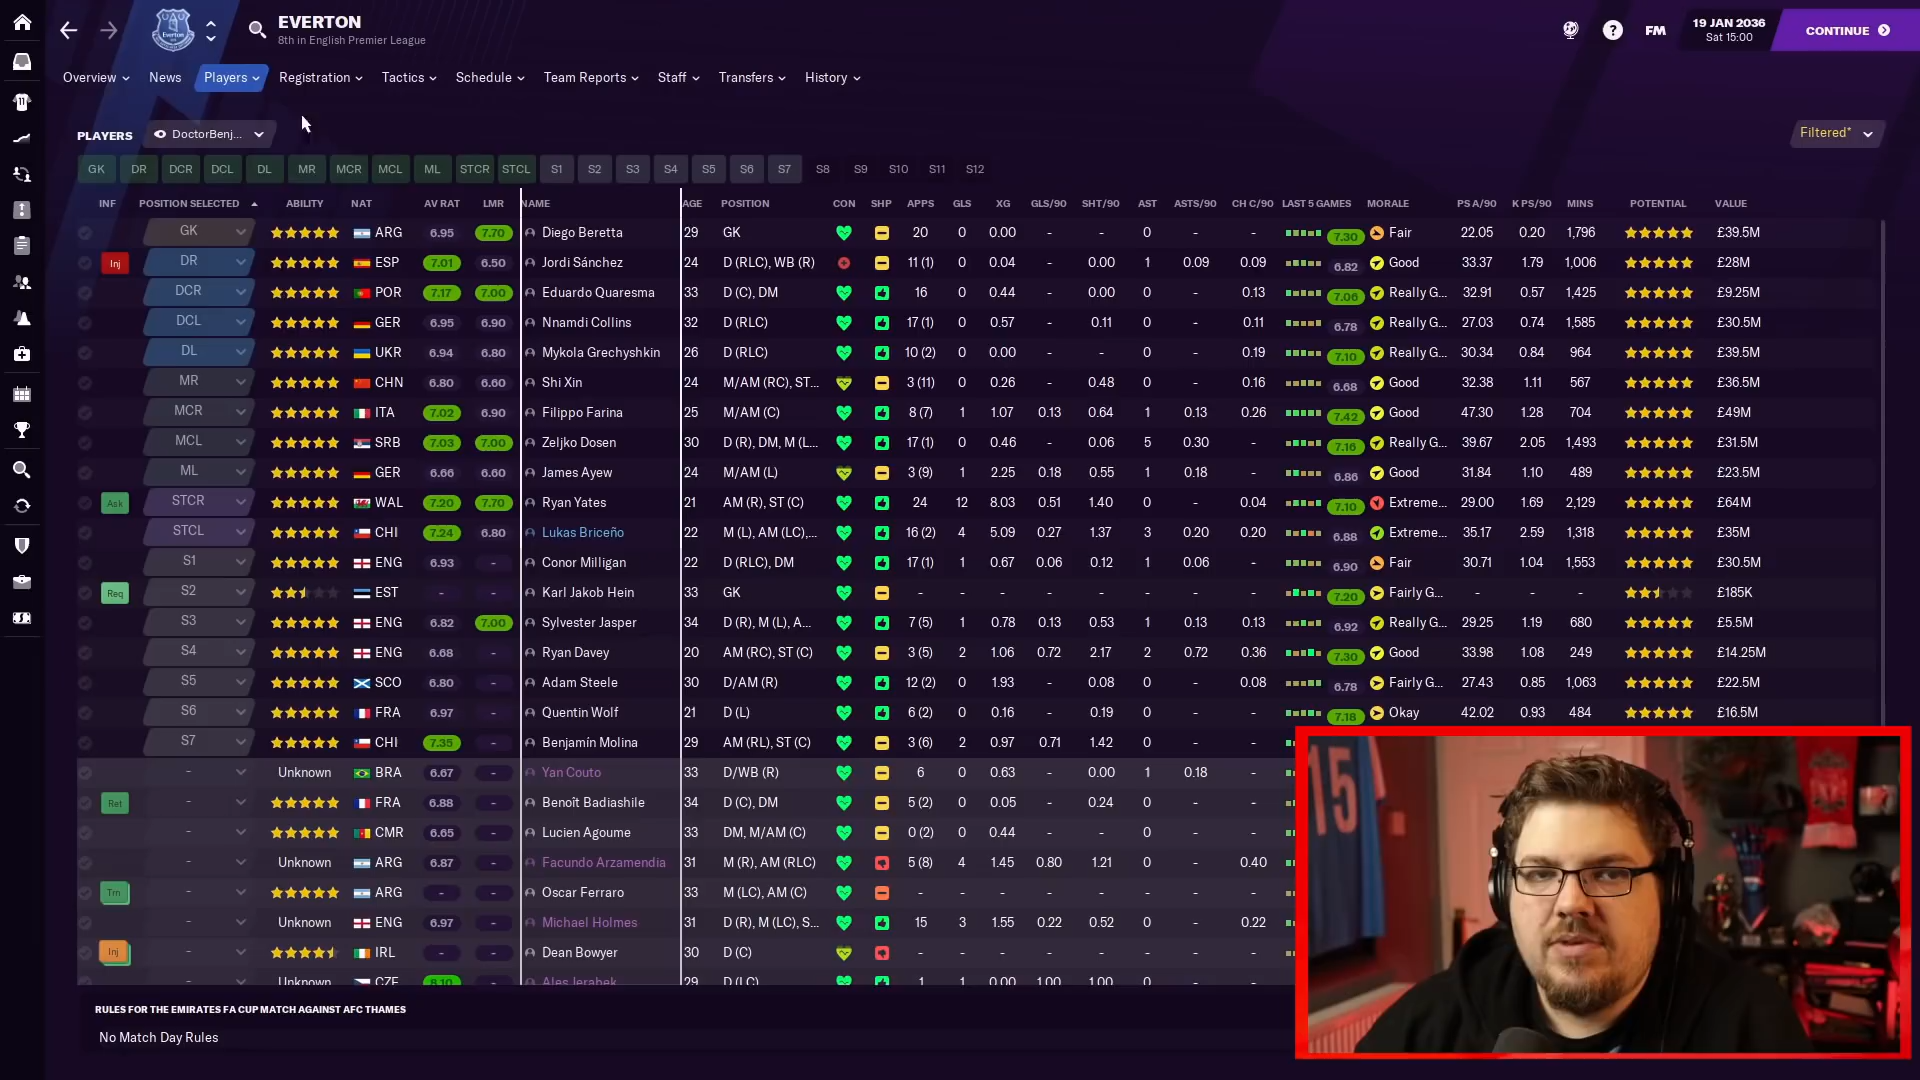 EVERTON
8th in English Premier League
FM
19 JAN 2036
Sat 15:00
CONTINUE
Overview News Players Registration Tactics Schedule Team Reports Staff Transfers History
PLAYERS DoctorBenj... Filtered*
GK DR DCR DCL DL MR MCR MCL ML STCR STCL S1 S2 S3 S4 S5 S6 S7 S8 S9 S10 S11 S12
INF POSITION SELECTED ABILITY NAT AV RAT LMR NAME AGE POSITION CON SHP APPS GLS XG GLS/90 SHT/90 AST ASTS/90 CH C/90 LAST 5 GAMES MORALE PS A/90 K PS/90 MINS POTENTIAL VALUE
GK ARG 6.95 7.70 Diego Beretta 29 GK 20 0 0.00 - - 0 - - 7.30 Fair 22.05 0.20 1,796 £39.5M
Inj DR ESP 7.01 6.50 Jordi Sánchez 24 D (RLC), WB (R) 11 (1) 0 0.04 - 0.00 1 0.09 0.09 6.82 Good 33.37 1.79 1,006 £28M
DCR POR 7.17 7.00 Eduardo Quaresma 33 D (C), DM 16 0 0.44 - 0.00 0 - 0.13 7.06 Really G... 32.91 0.57 1,425 £9.25M
DCL GER 6.95 6.90 Nnamdi Collins 32 D (RLC) 17 (1) 0 0.57 - 0.11 0 - 0.11 6.78 Really G... 27.03 0.74 1,585 £30.5M
DL UKR 6.94 6.80 Mykola Grechyshkin 26 D (RLC) 10 (2) 0 0.00 - - 0 - 0.19 7.10 Really G... 30.34 0.84 964 £39.5M
MR CHN 6.80 6.60 Shi Xin 24 M/AM (RC), ST... 3 (11) 0 0.26 - 0.48 0 - 0.16 6.68 Good 32.38 1.11 567 £36.5M
MCR ITA 7.02 6.90 Filippo Farina 25 M/AM (C) 8 (7) 1 1.07 0.13 0.64 1 0.13 0.26 7.42 Good 47.30 1.28 704 £49M
MCL SRB 7.03 7.00 Zeljko Dosen 30 D (R), DM, M (L... 17 (1) 0 0.46 - 0.06 5 0.30 - 7.16 Really G... 39.67 2.05 1,493 £31.5M
ML GER 6.66 6.60 James Ayew 24 M/AM (L) 3 (9) 1 2.25 0.18 0.55 1 0.18 - 6.86 Good 31.84 1.10 489 £23.5M
Ask STCR WAL 7.20 7.70 Ryan Yates 21 AM (R), ST (C) 24 12 8.03 0.51 1.40 0 - 0.04 7.10 Extreme... 29.00 1.69 2,129 £64M
STCL CHI 7.24 6.80 Lukas Briceño 22 M (L), AM (LC),... 16 (2) 4 5.09 0.27 1.37 3 0.20 0.20 6.88 Extreme... 35.17 2.59 1,318 £35M
S1 ENG 6.93 - Conor Milligan 22 D (RLC), DM 17 (1) 1 0.67 0.06 0.12 1 0.06 - 6.90 Fair 30.71 1.04 1,553 £30.5M
Req S2 EST - - Karl Jakob Hein 33 GK - - - - - - - - 7.20 Fairly G... - - - £185K
S3 ENG 6.82 7.00 Sylvester Jasper 34 D (R), M (L), A... 7 (5) 1 0.78 0.13 0.53 1 0.13 0.13 6.92 Really G... 29.25 1.19 680 £5.5M
S4 ENG 6.68 - Ryan Davey 20 AM (RC), ST (C) 3 (5) 2 1.06 0.72 2.17 2 0.72 0.36 7.30 Good 33.98 1.08 249 £14.25M
S5 SCO 6.80 - Adam Steele 30 D/AM (R) 12 (2) 0 1.93 - 0.08 0 - 0.08 6.78 Fairly G... 27.43 0.85 1,063 £22.5M
S6 FRA 6.97 - Quentin Wolf 21 D (L) 6 (2) 0 0.16 - 0.19 0 - - 7.18 Okay 42.02 0.93 484 £16.5M
S7 CHI 7.35 - Benjamín Molina 29 AM (RL), ST (C) 3 (6) 2 0.97 0.71 1.42 0 - -
- Unknown BRA 6.67 - Yan Couto 33 D/WB (R) 6 0 0.63 - 0.00 1 0.18 -
Ret - FRA 6.88 - Benoît Badiashile 34 D (C), DM 5 (2) 0 0.05 - 0.24 0 - -
- CMR 6.65 - Lucien Agoume 33 DM, M/AM (C) 0 (2) 0 0.44 - - 0 - -
- Unknown ARG 6.87 - Facundo Arzamendia 31 M (R), AM (RLC) 5 (8) 4 1.45 0.80 1.21 0 - 0.40
Trn - ARG - - Oscar Ferraro 33 M (LC), AM (C) - - - - - - - -
- Unknown ENG 6.97 - Michael Holmes 31 D (R), M (LC), S... 15 3 1.55 0.22 0.52 0 - 0.22
Inj - IRL - - Dean Bowyer 30 D (C) - - - - - - - -
- Unknown CZE 8.10 - Ales Jerabek 29 D (LC) 1 1 0.00 1.00 1.00 0 - -
RULES FOR THE EMIRATES FA CUP MATCH AGAINST AFC THAMES
No Match Day Rules
15